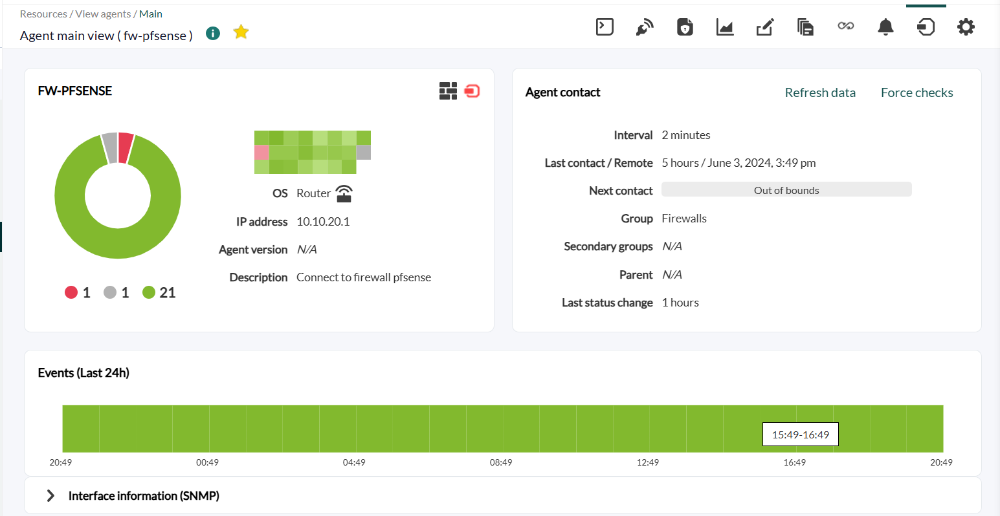 Resources / View agents / Main
Agent main view ( fw-pfsense )
FW-PFSENSE
OS Router
IP address 10.10.20.1
Agent version N/A
Description Connect to firewall pfsense
1 1 21
Agent contact Refresh data Force checks
Interval 2 minutes
Last contact / Remote 5 hours / June 3, 2024, 3:49 pm
Next contact Out of bounds
Group Firewalls
Secondary groups N/A
Parent N/A
Last status change 1 hours
Events (Last 24h)
15:49-16:49
20:49 00:49 04:49 08:49 12:49 16:49 20:49
Interface information (SNMP)